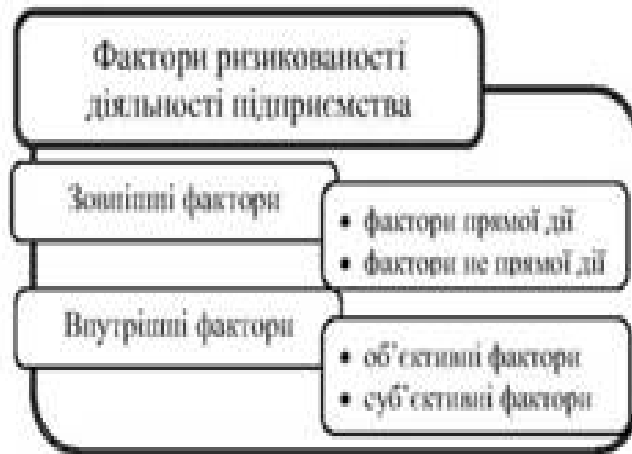 Фактори ризикованості
діяльності підприємства
Зовнішні фактори
• фактори прямої дії
• фактори не прямої дії
Внутрішні фактори
• об'єктивні фактори
• суб'єктивні фактори